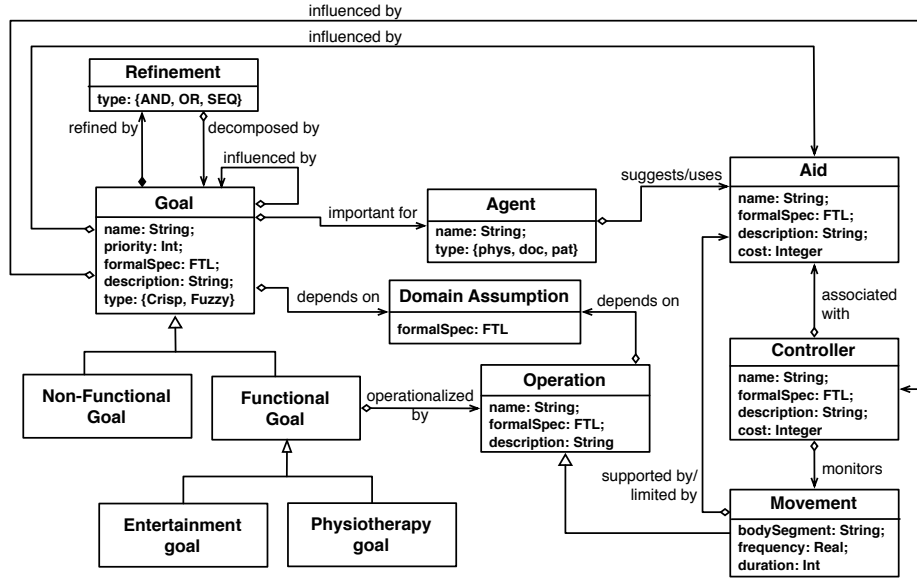 influenced by
influenced by
Refinement
type: {AND, OR, SEQ}
refined by
decomposed by
influenced by
Goal
name: String;
priority: Int;
formalSpec: FTL;
description: String;
type: {Crisp, Fuzzy}
important for
Agent
name: String;
type: {phys, doc, pat}
suggests/uses
Aid
name: String;
formalSpec: FTL;
description: String;
cost: Integer
depends on
Domain Assumption
formalSpec: FTL
depends on
associated
with
Controller
name: String;
formalSpec: FTL;
description: String;
cost: Integer
Non-Functional
Goal
Functional
Goal
operationalized
by
Operation
name: String;
formalSpec: FTL;
description: String
supported by/
limited by
monitors
Movement
bodySegment: String;
frequency: Real;
duration: Int
Entertainment
goal
Physiotherapy
goal